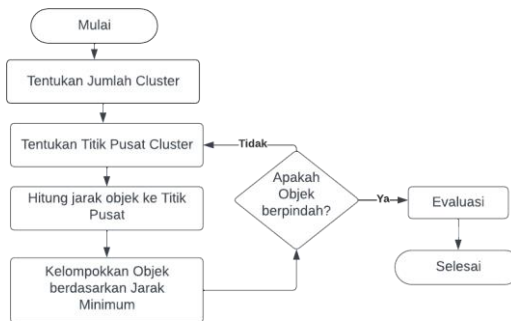 Mulai
Tentukan Jumlah Cluster
Tentukan Titik Pusat Cluster
Hitung jarak objek ke Titik
Pusat
Kelompokkan Objek
berdasarkan Jarak
Minimum
Tidak
Apakah
Objek
berpindah?
Ya
Evaluasi
Selesai